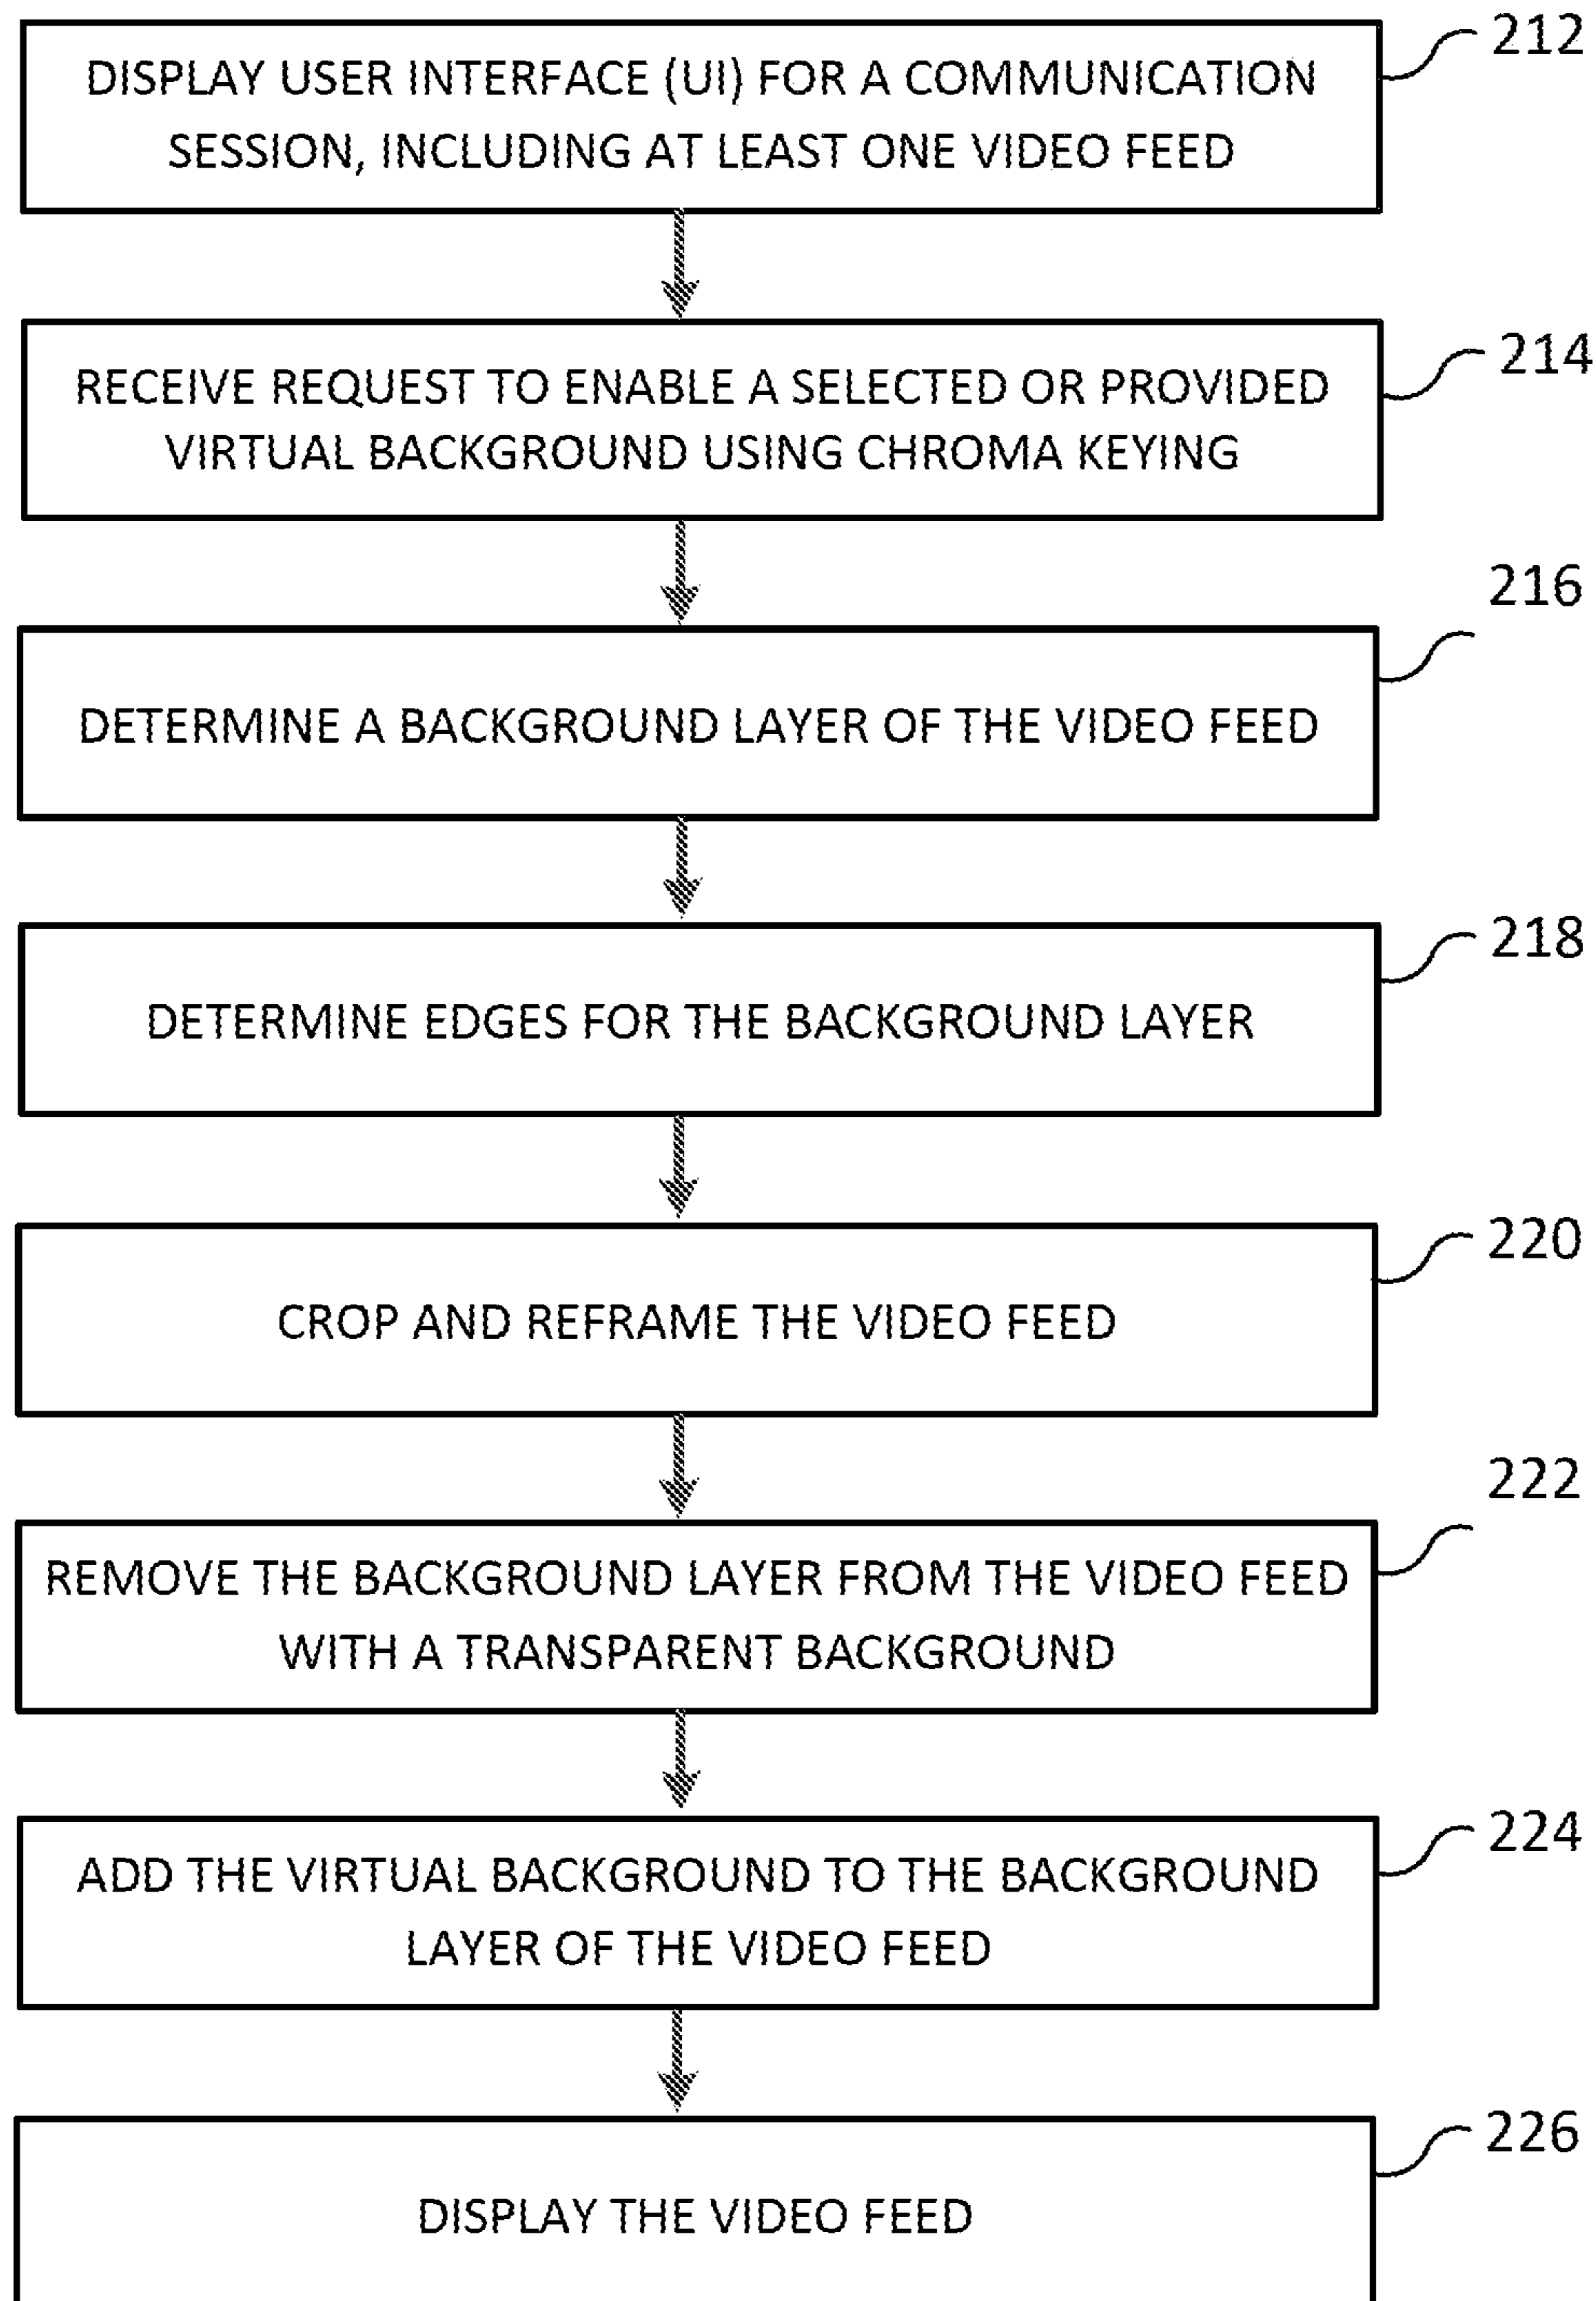 212
DISPLAY USER INTERFACE (UI) FOR A COMMUNICATION
SESSION, INCLUDING AT LEAST ONE VIDEO FEED
214
RECEIVE REQUEST TO ENABLE A SELECTED OR PROVIDED
VIRTUAL BACKGROUND USING CHROMA KEYING
216
DETERMINE A BACKGROUND LAYER OF THE VIDEO FEED
218
DETERMINE EDGES FOR THE BACKGROUND LAYER
220
CROP AND REFRAME THE VIDEO FEED
222
REMOVE THE BACKGROUND LAYER FROM THE VIDEO FEED
WITH A TRANSPARENT BACKGROUND
224
ADD THE VIRTUAL BACKGROUND TO THE BACKGROUND
LAYER OF THE VIDEO FEED
226
DISPLAY THE VIDEO FEED